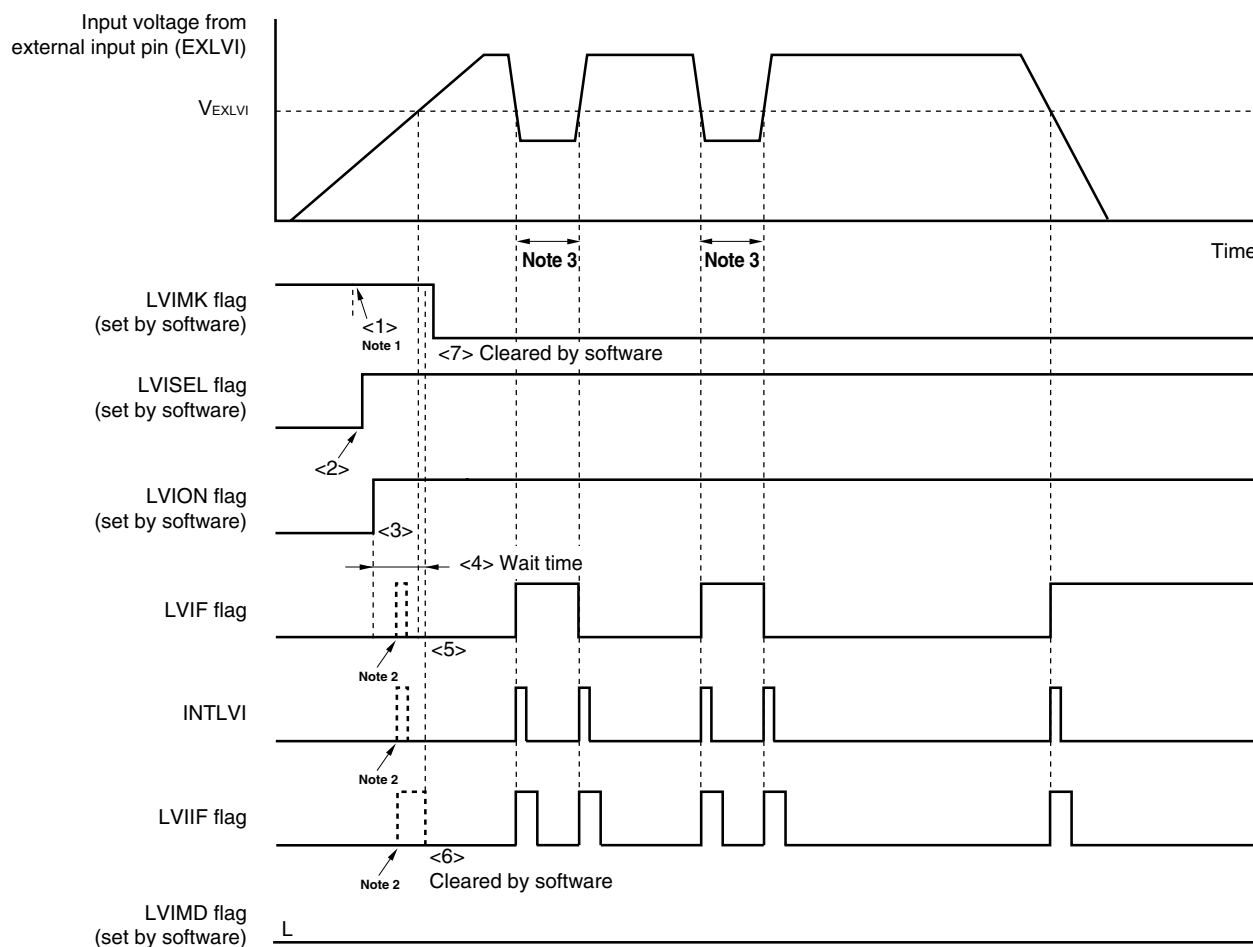 Input voltage from
external input pin (EXLVI)
VEXLVI
Note 3
Note 3
Time
LVIMK flag
(set by software)
<1>
Note 1
<7> Cleared by software
LVISEL flag
(set by software)
<2>
LVION flag
(set by software)
<3>
<4> Wait time
LVIF flag
<5>
Note 2
INTLVI
Note 2
LVIIF flag
<6>
Note 2
Cleared by software
LVIMD flag
(set by software)
L